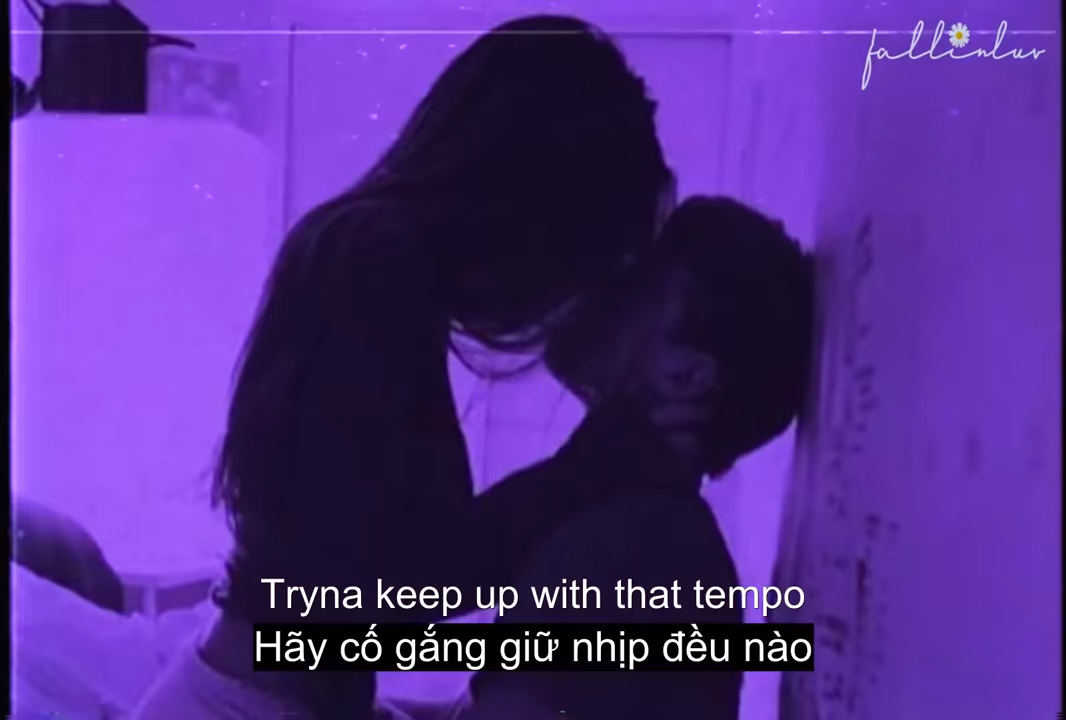 fallinluv
Tryna keep up with that tempo
Hãy cố gắng giữ nhịp đều nào